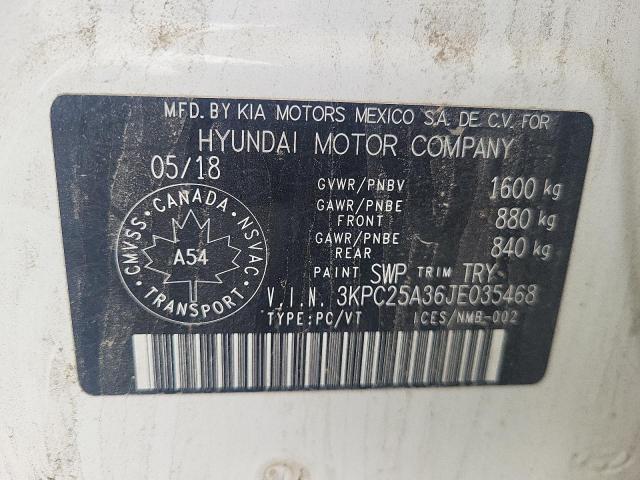 MFD. BY KIA MOTORS MEXICO S.A. DE C.V. FOR
HYUNDAI MOTOR COMPANY
05/18
GVWR/PNBV 1600 kg
GAWR/PNBE FRONT 880 kg
GAWR/PNBE REAR 840 kg
CMVSS · CANADA · NSVAC
A54
TRANSPORT
PAINT SWP TRIM TRY
V.I.N. 3KPC25A36JE035468
TYPE:PC/VT ICES/NMB-002